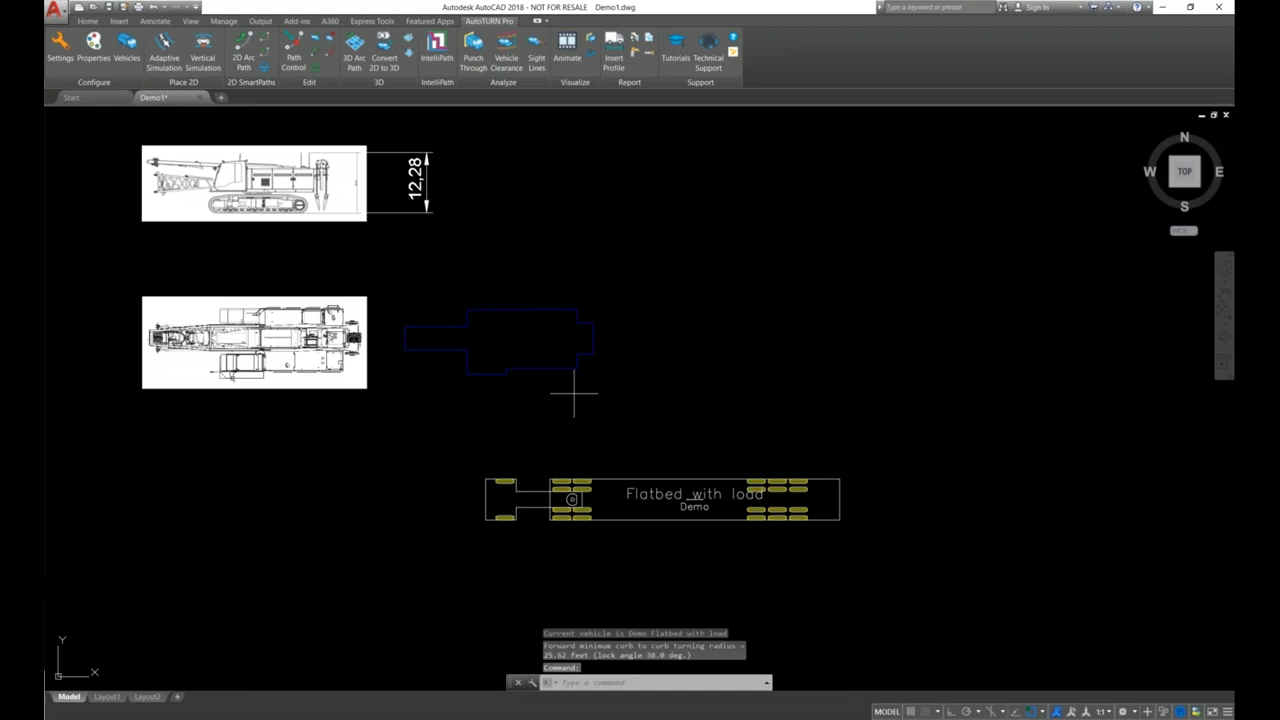 Autodesk AutoCAD 2018 - NOT FOR RESALE Demo1.dwg
Type a keyword or phrase
Sign In
Home Insert Annotate View Manage Output Add-ins A360 Express Tools Featured Apps AutoTURN Pro
Settings Properties Vehicles Adaptive Simulation Vertical Simulation 2D Arc Path Path Control 3D Arc Path Convert 2D to 3D IntelliPath Punch Through Vehicle Clearance Sight Lines Animate Insert Profile Tutorials Technical Support
Configure Place 2D 2D SmartPaths Edit 3D IntelliPath Analyze Visualize Report Support
Start Demo1*
N
W TOP E
S
WCS
12,28
Flatbed with load
Demo
Current vehicle is Demo Flatbed with load
Forward minimum curb to curb turning radius =
25.62 feet (lock angle 38.0 deg.)
Command:
Type a command
Y
X
Model Layout1 Layout2
MODEL 1:1